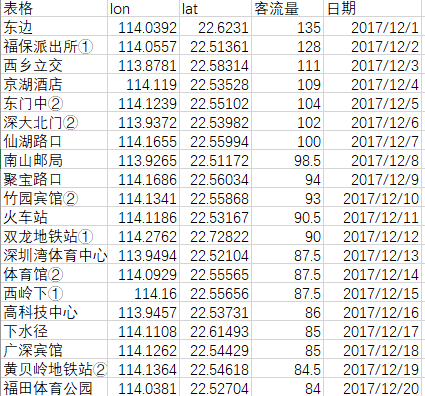 表格 lon lat 客流量 日期
东边 114.0392 22.6231 135 2017/12/1
福保派出所① 114.0557 22.51361 128 2017/12/2
西乡立交 113.8781 22.58314 111 2017/12/3
京湖酒店 114.119 22.53528 109 2017/12/4
东门中② 114.1239 22.55102 104 2017/12/5
深大北门② 113.9372 22.53982 102 2017/12/6
仙湖路口 114.1655 22.55994 100 2017/12/7
南山邮局 113.9265 22.51172 98.5 2017/12/8
聚宝路口 114.1686 22.56034 94 2017/12/9
竹园宾馆② 114.1341 22.55868 93 2017/12/10
火车站 114.1186 22.53167 90.5 2017/12/11
双龙地铁站① 114.2762 22.72822 90 2017/12/12
深圳湾体育中心 113.9494 22.52104 87.5 2017/12/13
体育馆② 114.0929 22.55565 87.5 2017/12/14
西岭下① 114.16 22.55656 87.5 2017/12/15
高科技中心 113.9457 22.53731 86 2017/12/16
下水径 114.1108 22.61493 85 2017/12/17
广深宾馆 114.1262 22.54429 85 2017/12/18
黄贝岭地铁站② 114.1364 22.54618 84.5 2017/12/19
福田体育公园 114.0381 22.52704 84 2017/12/20